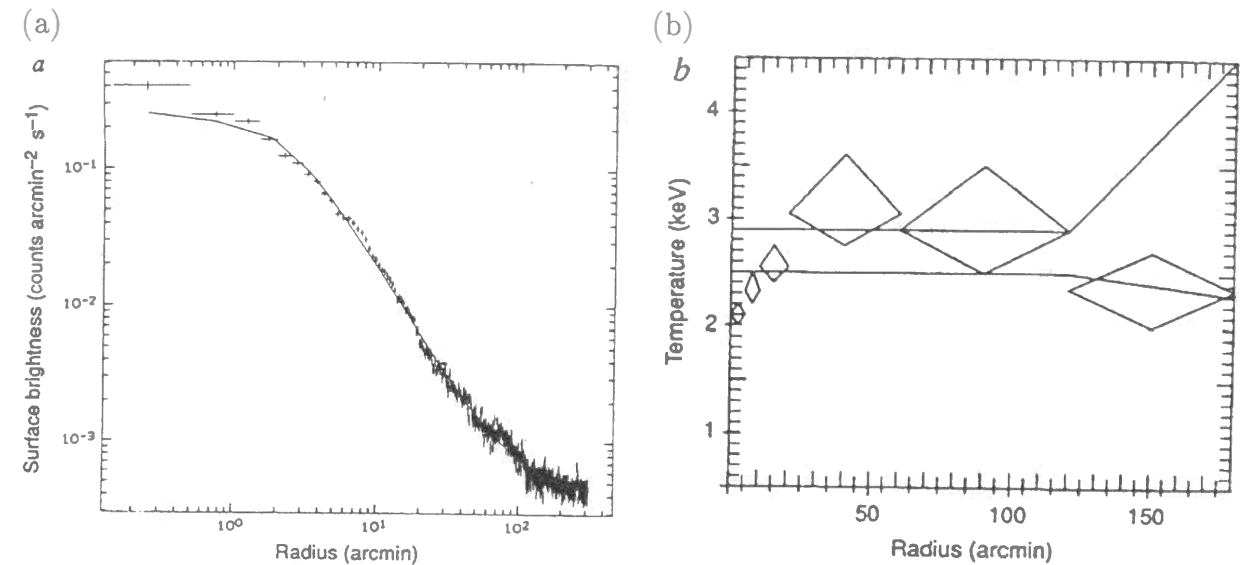 (a)
a
Surface brightness (counts arcmin⁻² s⁻¹)
10⁻¹
10⁻²
10⁻³
10⁰
10¹
10²
Radius (arcmin)
(b)
b
Temperature (keV)
4
3
2
1
50
100
150
Radius (arcmin)